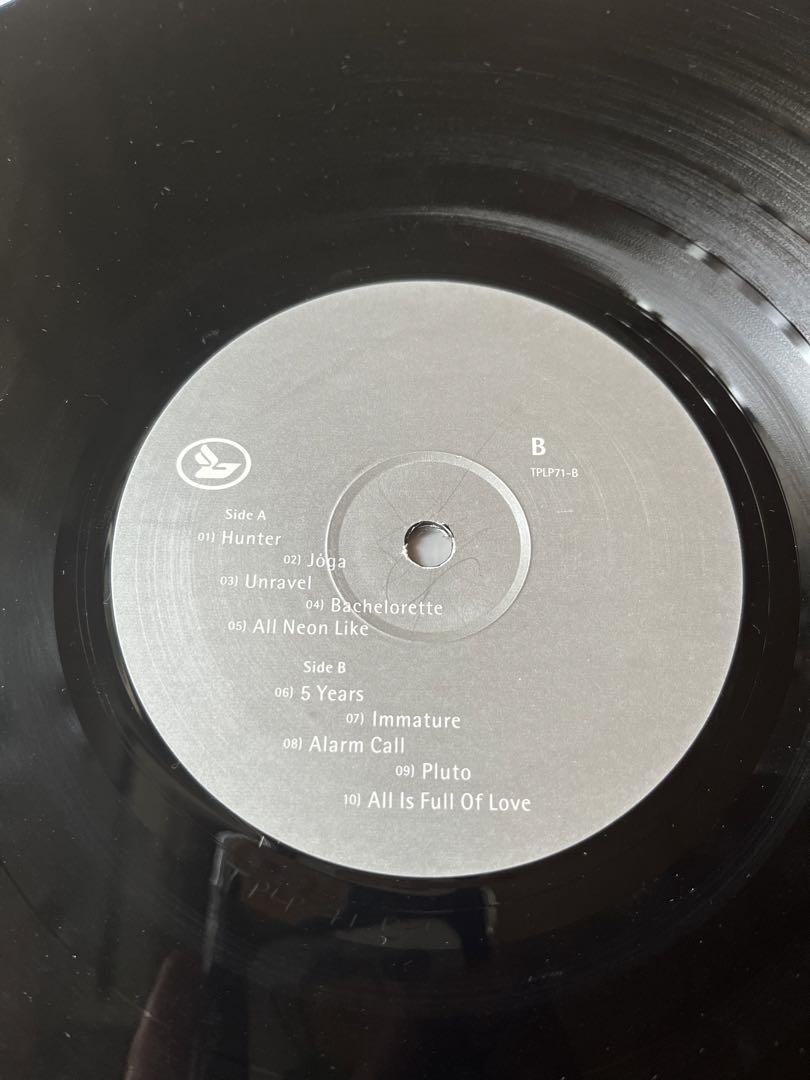 B
TPLP71-B
Side A
01) Hunter
02) Jóga
03) Unravel
04) Bachelorette
05) All Neon Like
Side B
06) 5 Years
07) Immature
08) Alarm Call
09) Pluto
10) All Is Full Of Love